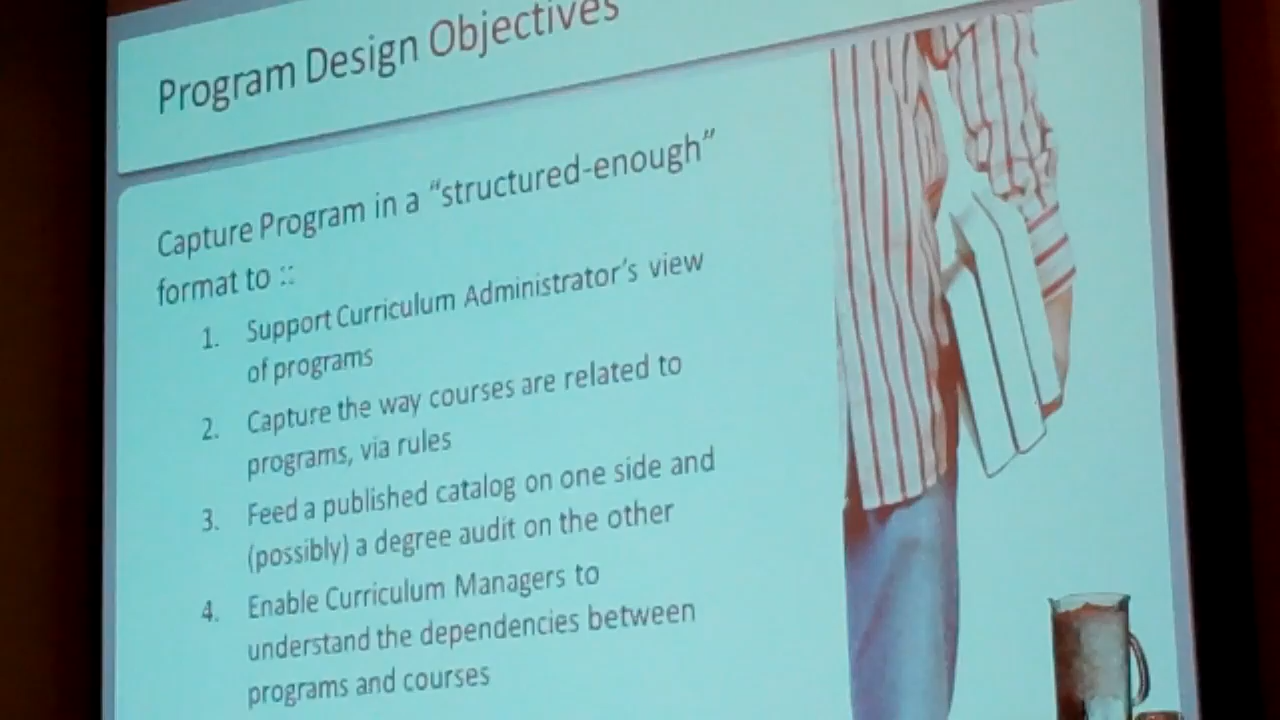 Program Design Objectives
Capture Program in a “structured-enough”
format to ::
1. Support Curriculum Administrator’s view
of programs
2. Capture the way courses are related to
programs, via rules
3. Feed a published catalog on one side and
(possibly) a degree audit on the other
4. Enable Curriculum Managers to
understand the dependencies between
programs and courses